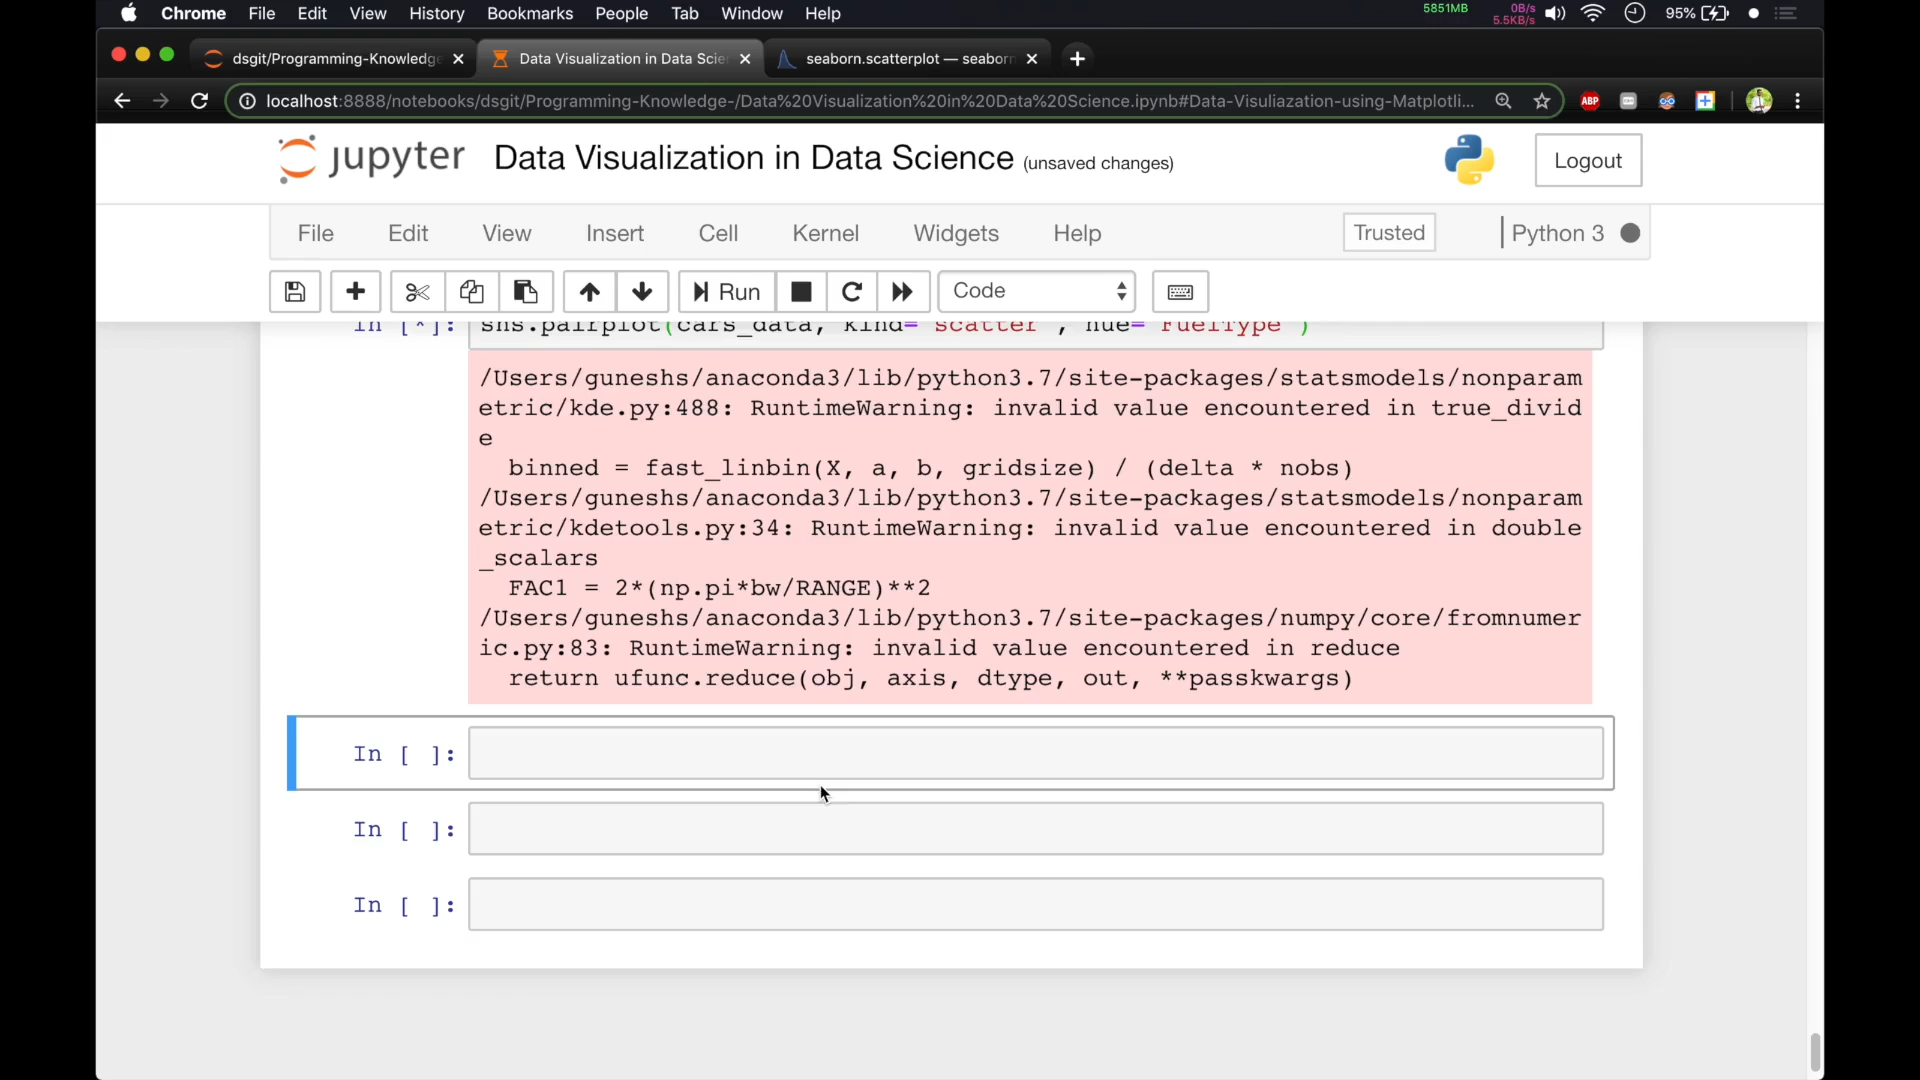 Chrome File Edit View History Bookmarks People Tab Window Help 5851MB 0B/s 5.5KB/s 95%
dsgit/Programming-Knowledge Data Visualization in Data Scie seaborn.scatterplot — seaborn
localhost:8888/notebooks/dsgit/Programming-Knowledge-/Data%20Visualization%20in%20Data%20Science.ipynb#Data-Visuliazation-using-Matplotli... ABP
jupyter Data Visualization in Data Science (unsaved changes) Logout
File Edit View Insert Cell Kernel Widgets Help Trusted Python 3
Run Code
In [*]: sns.pairplot(cars_data, kind="scatter", hue="FuelType")
/Users/guneshs/anaconda3/lib/python3.7/site-packages/statsmodels/nonparam
etric/kde.py:488: RuntimeWarning: invalid value encountered in true_divid
e
binned = fast_linbin(X, a, b, gridsize) / (delta * nobs)
/Users/guneshs/anaconda3/lib/python3.7/site-packages/statsmodels/nonparam
etric/kdetools.py:34: RuntimeWarning: invalid value encountered in double
_scalars
FAC1 = 2*(np.pi*bw/RANGE)**2
/Users/guneshs/anaconda3/lib/python3.7/site-packages/numpy/core/fromnumer
ic.py:83: RuntimeWarning: invalid value encountered in reduce
return ufunc.reduce(obj, axis, dtype, out, **passkwargs)
In [ ]:
In [ ]:
In [ ]: